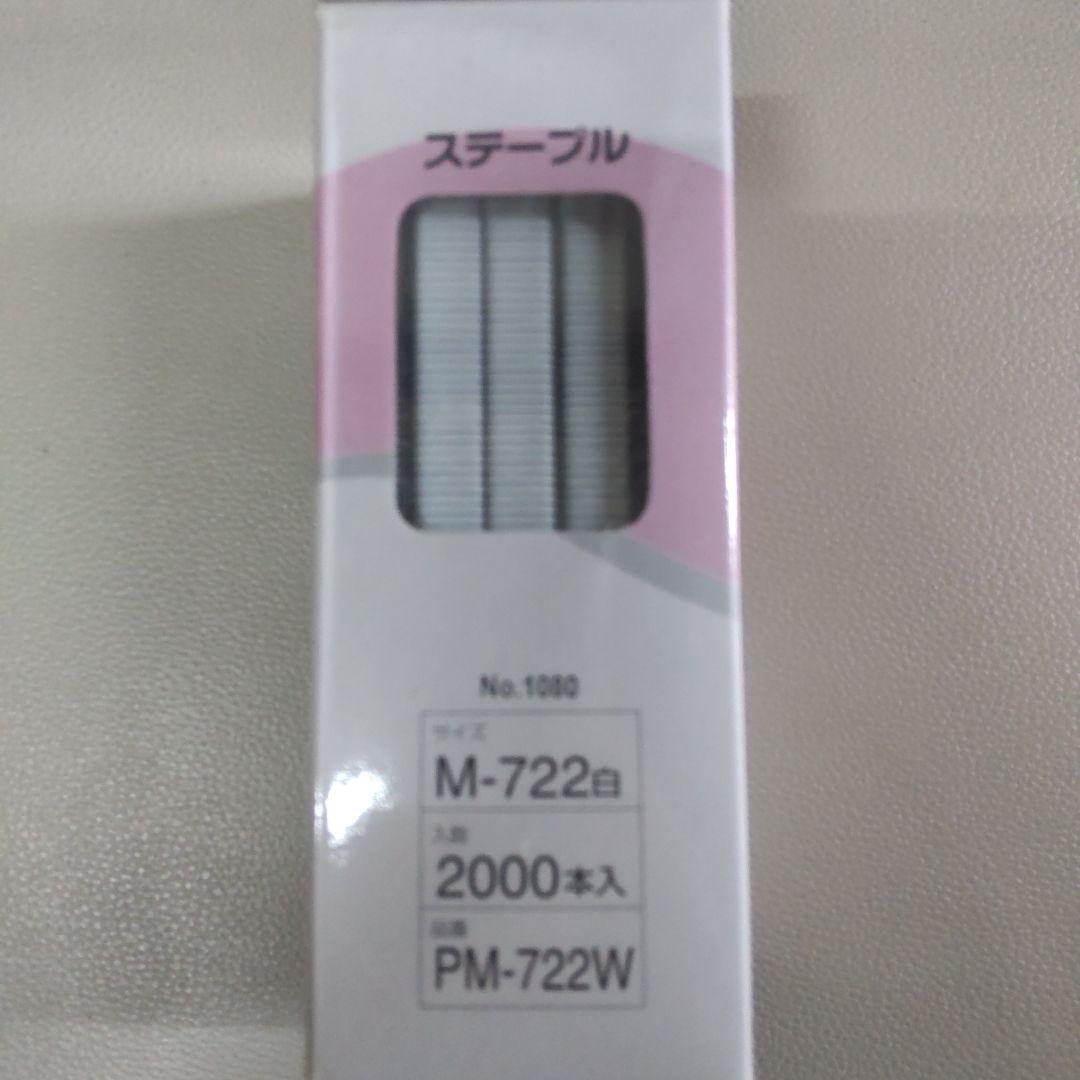 ステープル
No.1080
サイズ
M-722白
入数
2000本入
品番
PM-722W